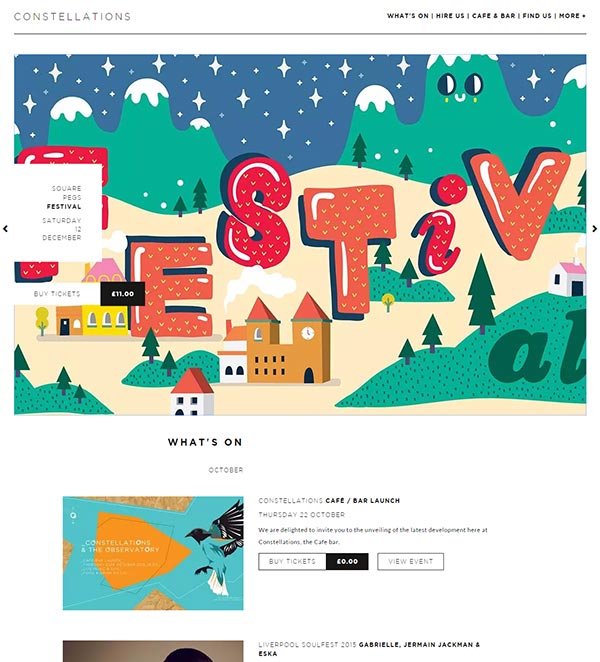 CONSTELLATIONS
WHAT'S ON | HIRE US | CAFE & BAR | FIND US | MORE +
FESTiV
al
SQUARE
PEGS
FESTIVAL
SATURDAY
12
DECEMBER
BUY TICKETS £11.00
WHAT'S ON
OCTOBER
_CONSTELLATIONS
& THE OBSERVATORY
CONSTELLATIONS CAFÉ / BAR LAUNCH
THURSDAY 22 OCTOBER
We are delighted to invite you to the unveiling of the latest development here at
Constellations, the Cafe bar.
BUY TICKETS £0.00 VIEW EVENT
LIVERPOOL SOULFEST 2015 GABRIELLE, JERMAIN JACKMAN &
ESKA